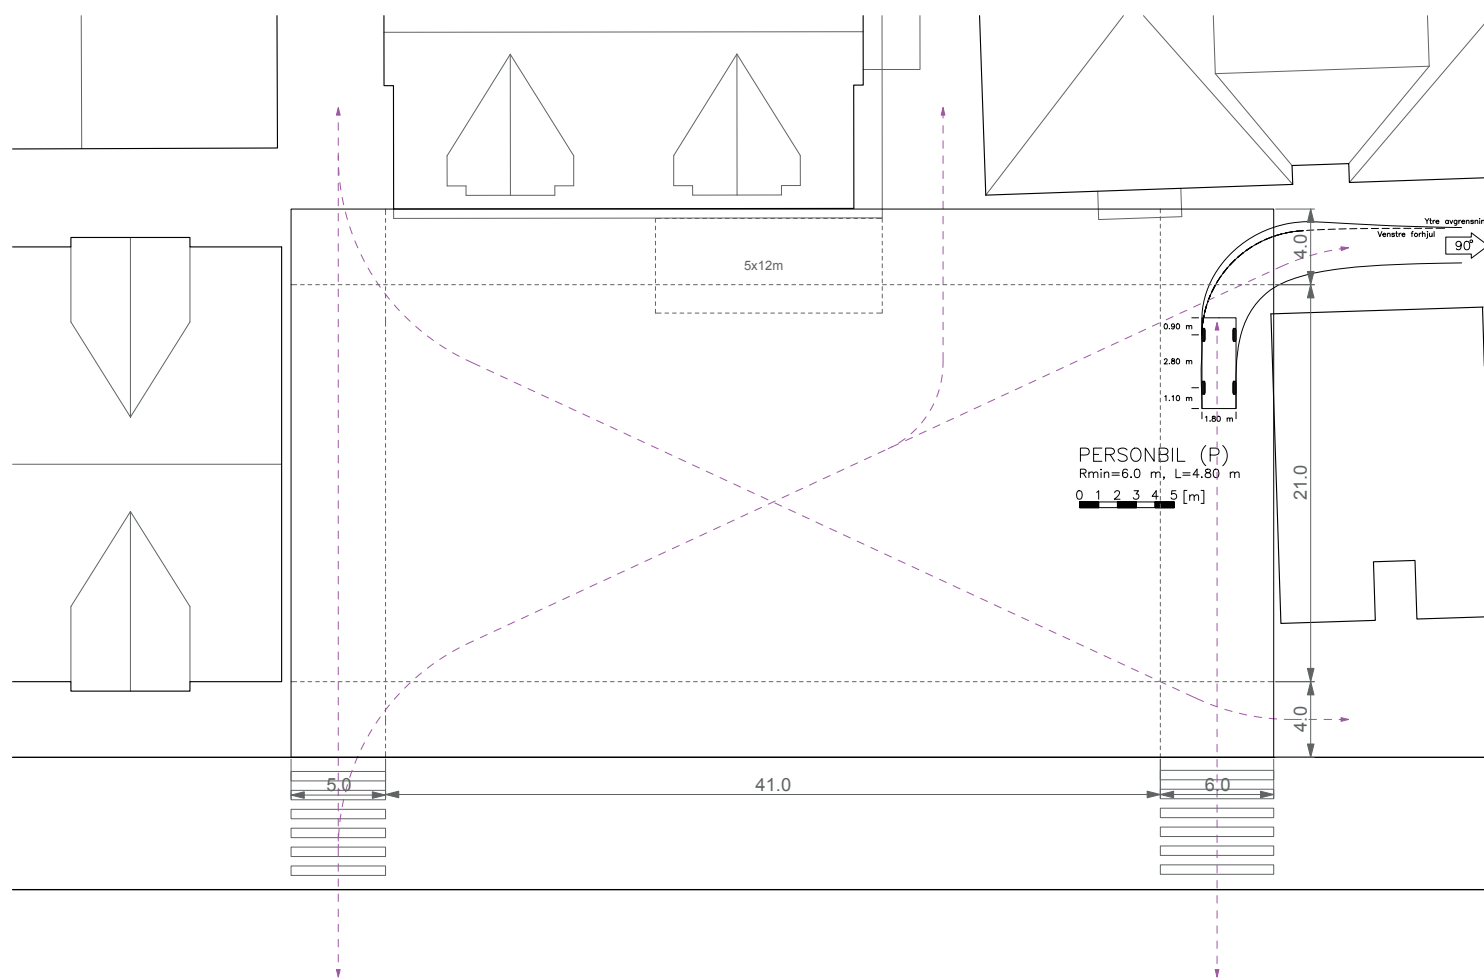 Ytre avgrensnin
Venstre forhjul
90°
4.0
5x12m
0.90 m
2.80 m
1.10 m
1.80 m
PERSONBIL (P)
Rmin=6.0 m, L=4.80 m
0 1 2 3 4 5 [m]
21.0
4.0
5.0
41.0
6.0